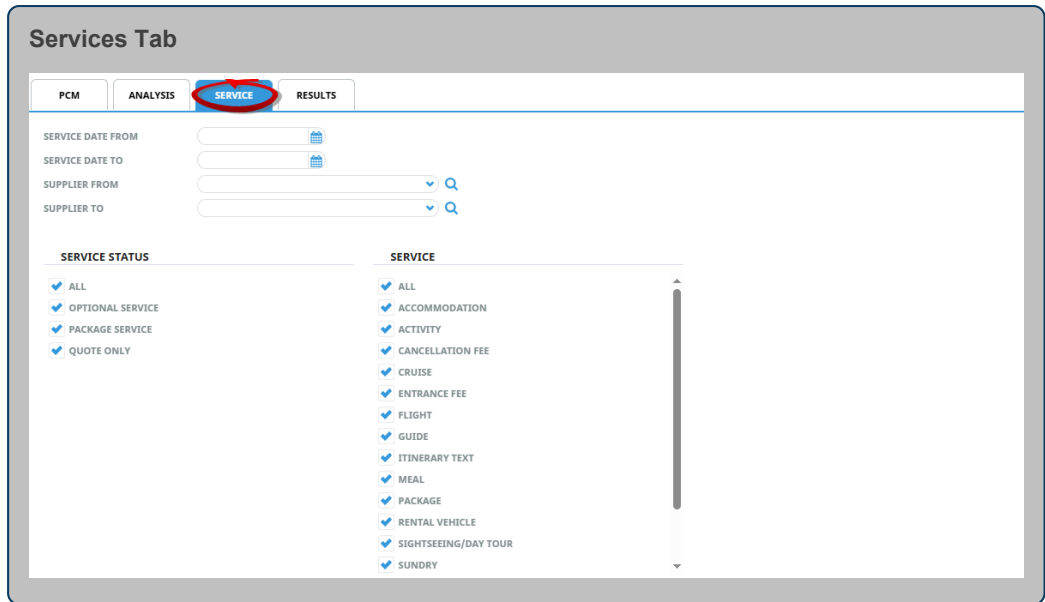 Services Tab
PCM ANALYSIS SERVICE RESULTS
SERVICE DATE FROM
SERVICE DATE TO
SUPPLIER FROM
SUPPLIER TO
SERVICE STATUS
ALL
OPTIONAL SERVICE
PACKAGE SERVICE
QUOTE ONLY
SERVICE
ALL
ACCOMMODATION
ACTIVITY
CANCELLATION FEE
CRUISE
ENTRANCE FEE
FLIGHT
GUIDE
ITINERARY TEXT
MEAL
PACKAGE
RENTAL VEHICLE
SIGHTSEEING/DAY TOUR
SUNDRY